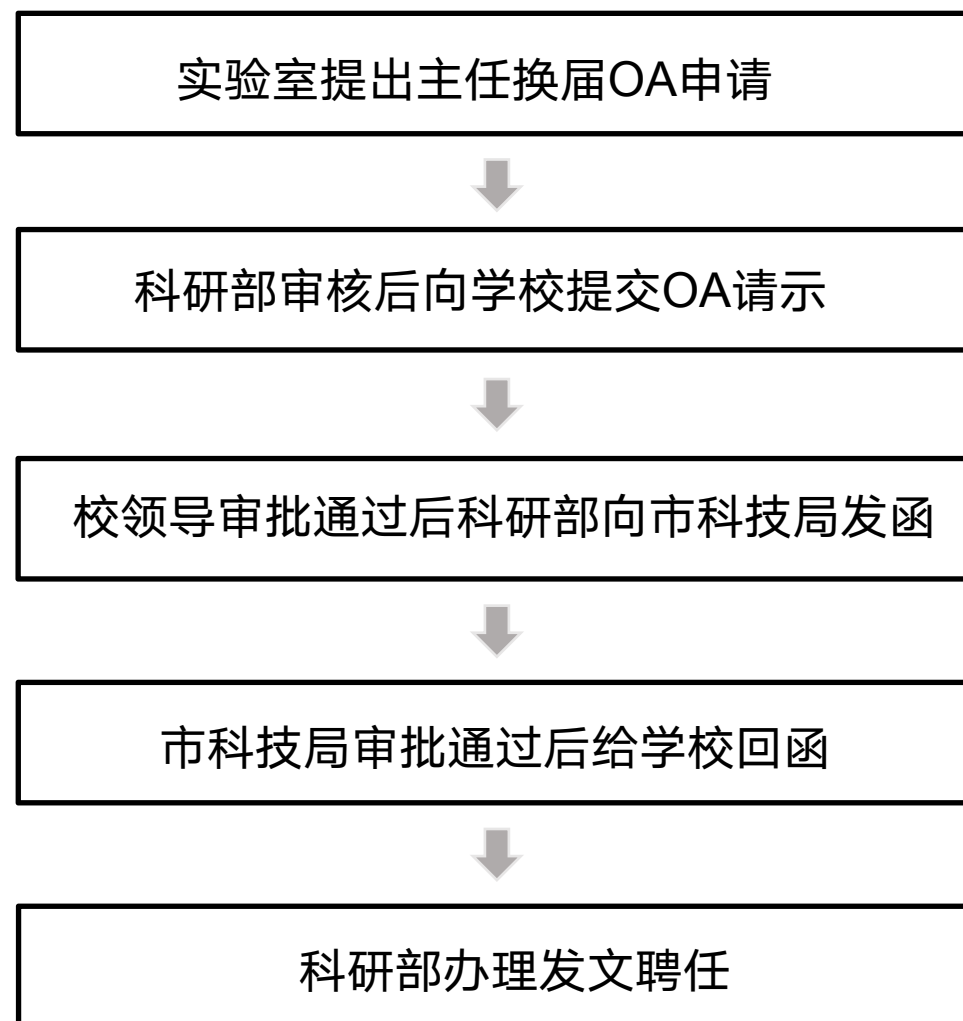 实验室提出主任换届OA申请
科研部审核后向学校提交OA请示
校领导审批通过后科研部向市科技局发函
市科技局审批通过后给学校回函
科研部办理发文聘任